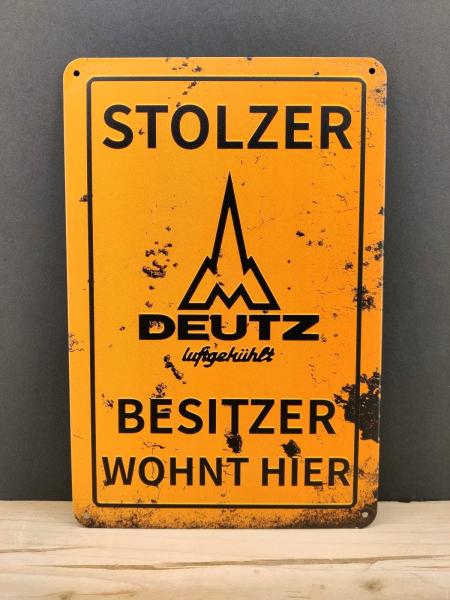 STOLZER
DEUTZ
luftgekühlt
BESITZER
WOHNT HIER